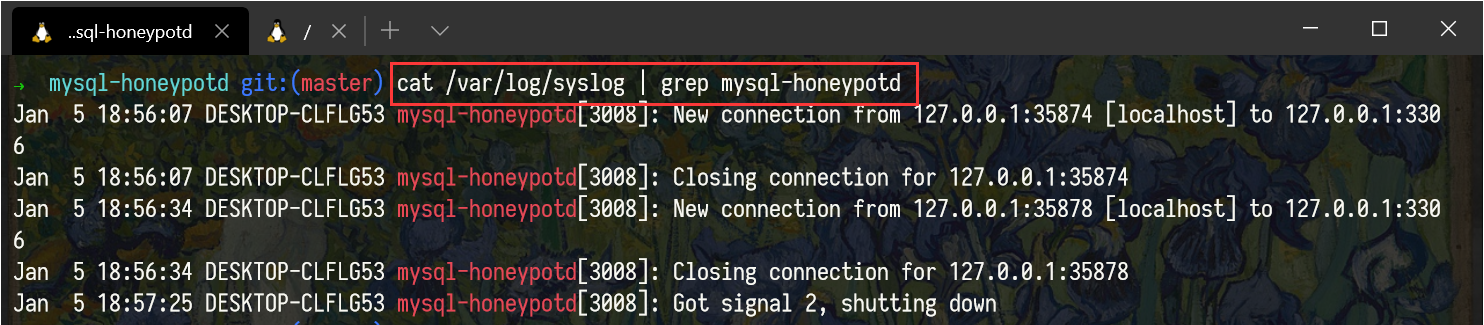 ..sql-honeypotd /
→ mysql-honeypotd git:(master) cat /var/log/syslog | grep mysql-honeypotd
Jan  5 18:56:07 DESKTOP-CLFLG53 mysql-honeypotd[3008]: New connection from 127.0.0.1:35874 [localhost] to 127.0.0.1:330
6
Jan  5 18:56:07 DESKTOP-CLFLG53 mysql-honeypotd[3008]: Closing connection for 127.0.0.1:35874
Jan  5 18:56:34 DESKTOP-CLFLG53 mysql-honeypotd[3008]: New connection from 127.0.0.1:35878 [localhost] to 127.0.0.1:330
6
Jan  5 18:56:34 DESKTOP-CLFLG53 mysql-honeypotd[3008]: Closing connection for 127.0.0.1:35878
Jan  5 18:57:25 DESKTOP-CLFLG53 mysql-honeypotd[3008]: Got signal 2, shutting down